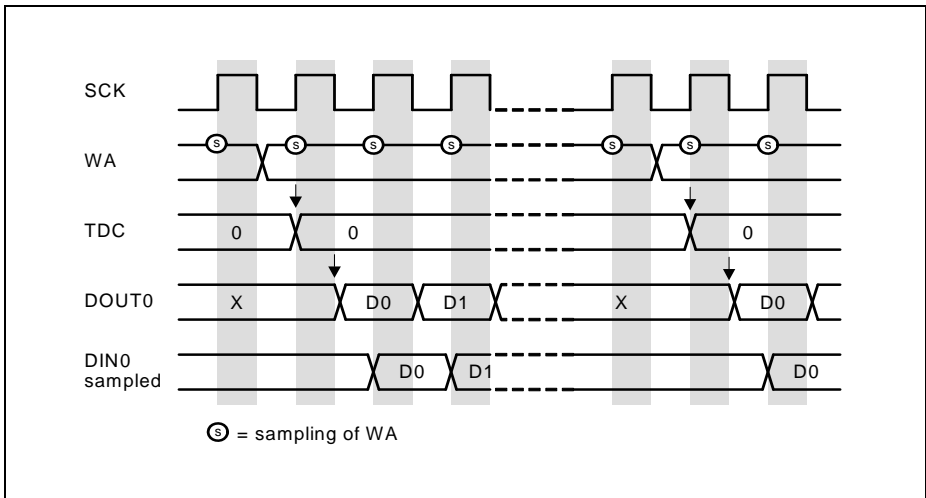 SCK
WA
S S S S S S S
TDC 0 0 0
DOUT0 X D0 D1 X D0
DIN0
sampled D0 D1 D0
S = sampling of WA